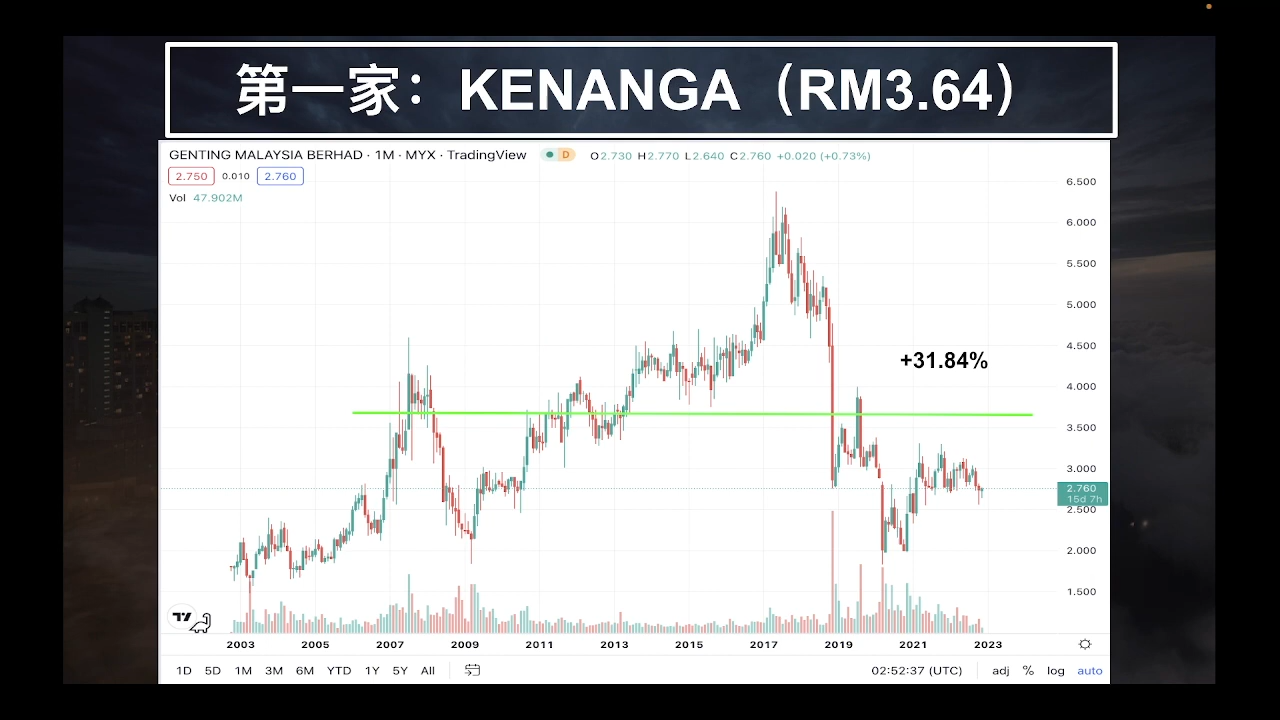 第一家：KENANGA（RM3.64）
GENTING MALAYSIA BERHAD · 1M · MYX · TradingView D O2.730 H2.770 L2.640 C2.760 +0.020 (+0.73%)
2.750 0.010 2.760
Vol 47.902M
6.500
6.000
5.500
5.000
4.500
+31.84%
4.000
3.500
3.000
2.760
15d 7h
2.500
2.000
1.500
2003 2005 2007 2009 2011 2013 2015 2017 2019 2021 2023
1D 5D 1M 3M 6M YTD 1Y 5Y All 02:52:37 (UTC) adj % log auto